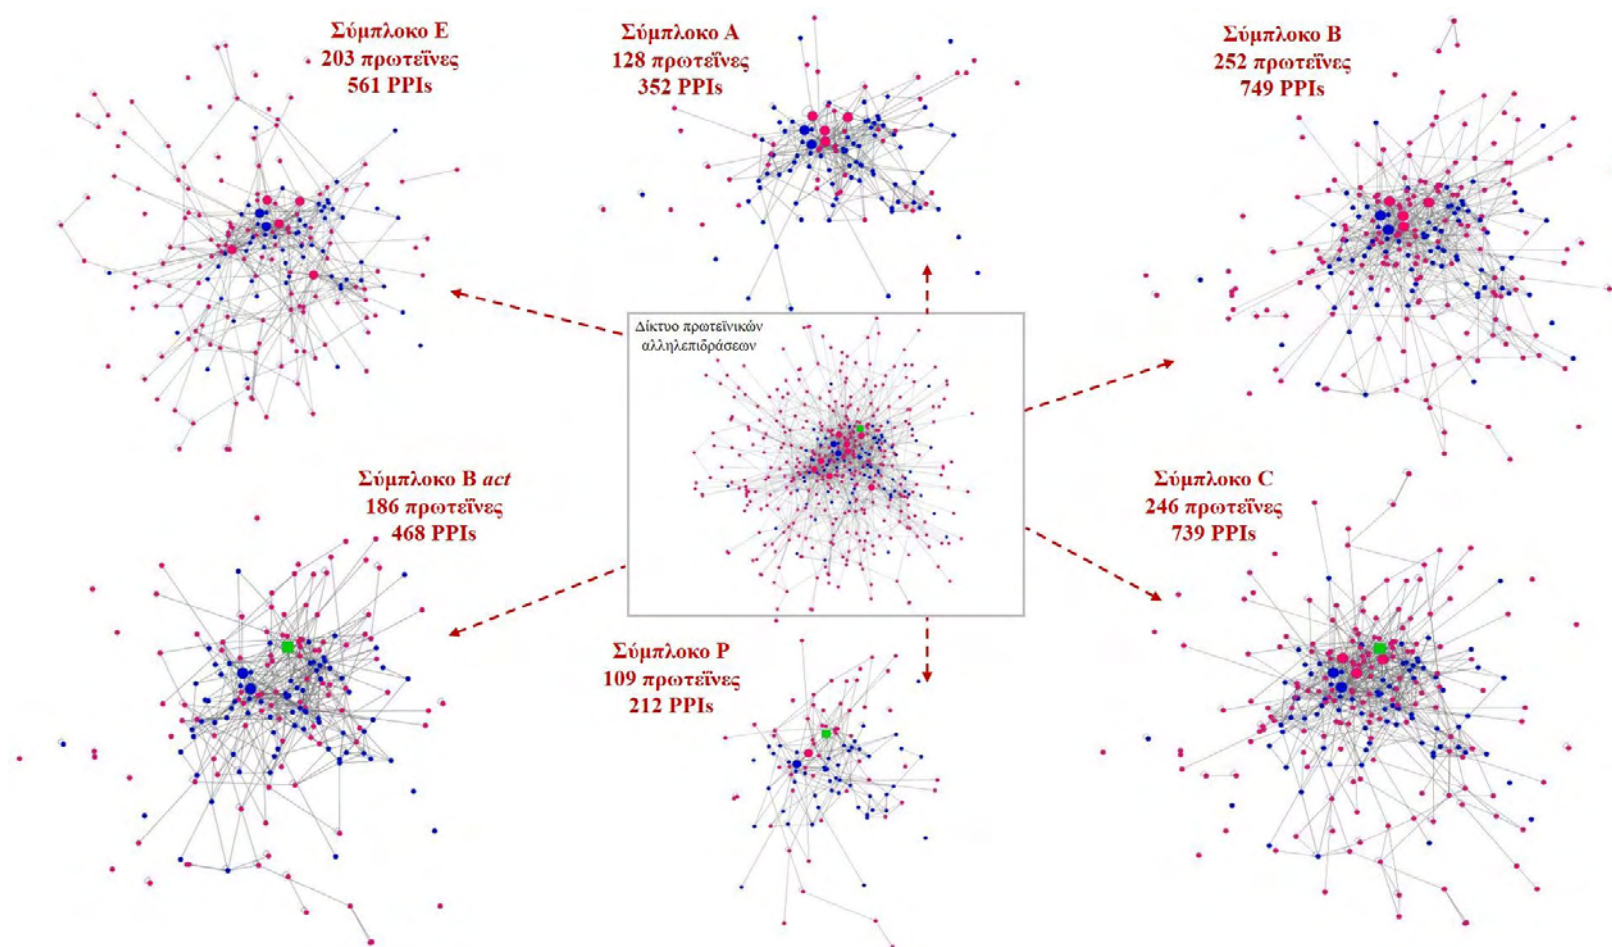 Σύμπλοκο E
203 πρωτεΐνες
561 PPIs
Σύμπλοκο A
128 πρωτεΐνες
352 PPIs
Σύμπλοκο B
252 πρωτεΐνες
749 PPIs
Δίκτυο πρωτεϊνικών
αλληλεπιδράσεων
Σύμπλοκο B act
186 πρωτεΐνες
468 PPIs
Σύμπλοκο P
109 πρωτεΐνες
212 PPIs
Σύμπλοκο C
246 πρωτεΐνες
739 PPIs